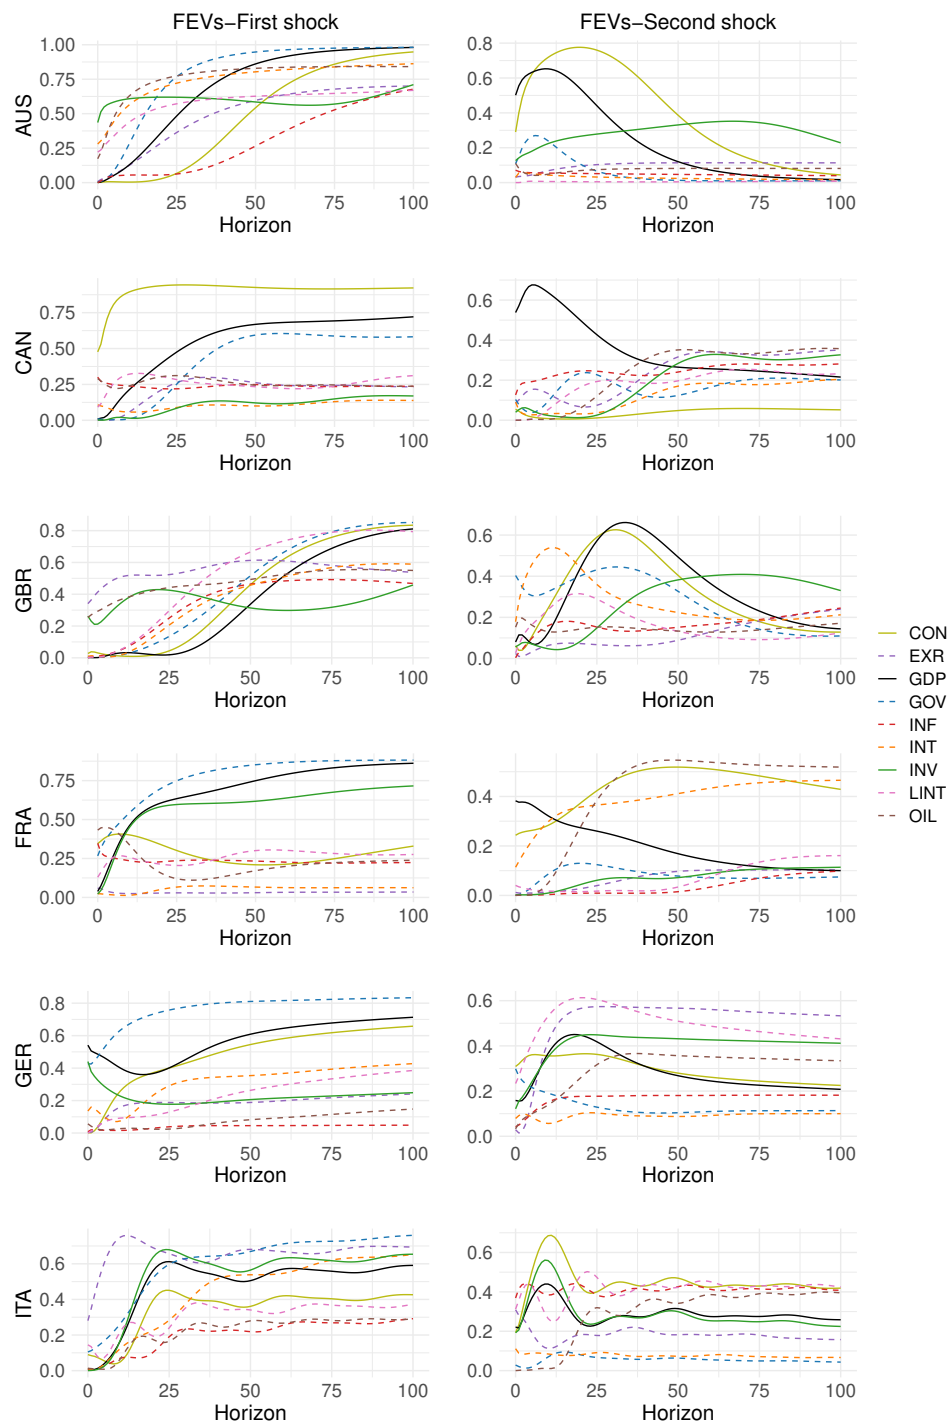 FEVs−First shock
FEVs−Second shock
AUS
1.00
0.75
0.50
0.25
0.00
0 25 50 75 100
Horizon
0.8
0.6
0.4
0.2
0.0
0 25 50 75 100
Horizon
CAN
0.75
0.50
0.25
0.00
0 25 50 75 100
Horizon
0.6
0.4
0.2
0.0
0 25 50 75 100
Horizon
GBR
0.8
0.6
0.4
0.2
0.0
0 25 50 75 100
Horizon
0.6
0.4
0.2
0.0
0 25 50 75 100
Horizon
CON
EXR
GDP
GOV
INF
INT
INV
LINT
OIL
FRA
0.75
0.50
0.25
0.00
0 25 50 75 100
Horizon
0.4
0.2
0.0
0 25 50 75 100
Horizon
GER
0.8
0.6
0.4
0.2
0.0
0 25 50 75 100
Horizon
0.6
0.4
0.2
0.0
0 25 50 75 100
Horizon
ITA
0.6
0.4
0.2
0.0
0 25 50 75 100
Horizon
0.6
0.4
0.2
0.0
0 25 50 75 100
Horizon